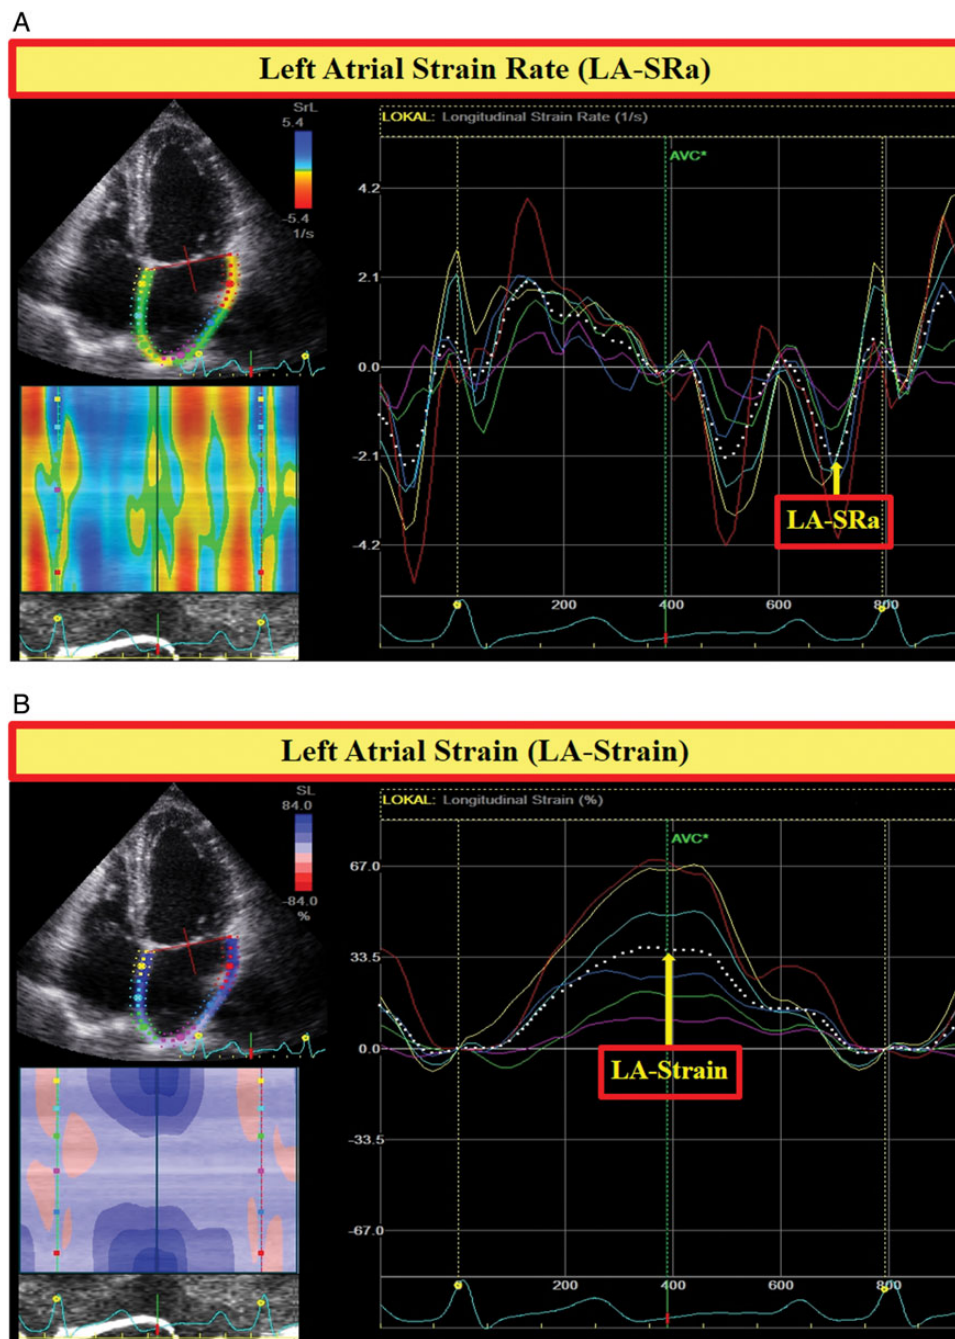 A
Left Atrial Strain Rate (LA-SRa)
SrL
5.4
-5.4
1/s
LOKAL: Longitudinal Strain Rate (1/s)
AVC*
4.2
2.1
0.0
-2.1
-4.2
LA-SRa
200
400
600
800
B
Left Atrial Strain (LA-Strain)
SL
84.0
-84.0
%
LOKAL: Longitudinal Strain (%)
AVC*
67.0
33.5
0.0
-33.5
-67.0
LA-Strain
200
400
600
800